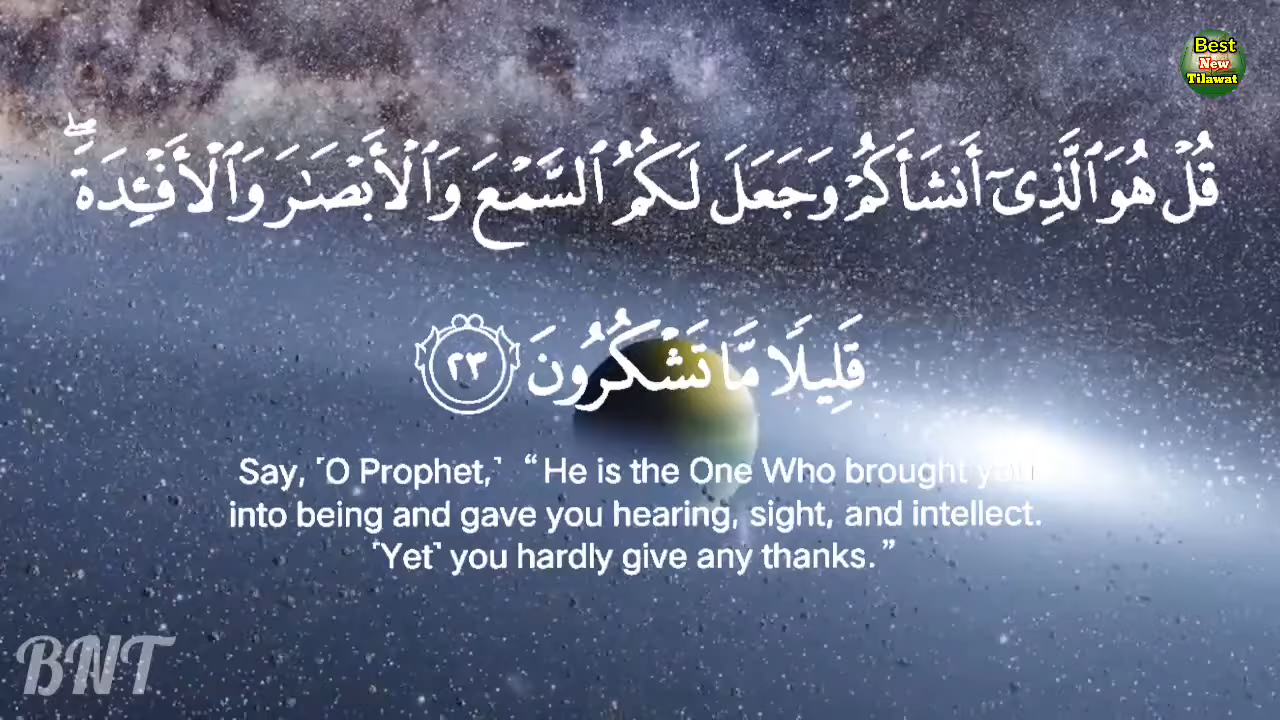 Best
New
Tilawat
قُلْ هُوَ ٱلَّذِىٓ أَنشَأَكُمْ وَجَعَلَ لَكُمُ ٱلسَّمْعَ وَٱلْأَبْصَـٰرَ وَٱلْأَفْـِٔدَةَ ۖ
قَلِيلًا مَّا تَشْكُرُونَ ٢٣
Say, ˹O Prophet,˺ “He is the One Who brought you
into being and gave you hearing, sight, and intellect.
˹Yet˺ you hardly give any thanks.”
BNT